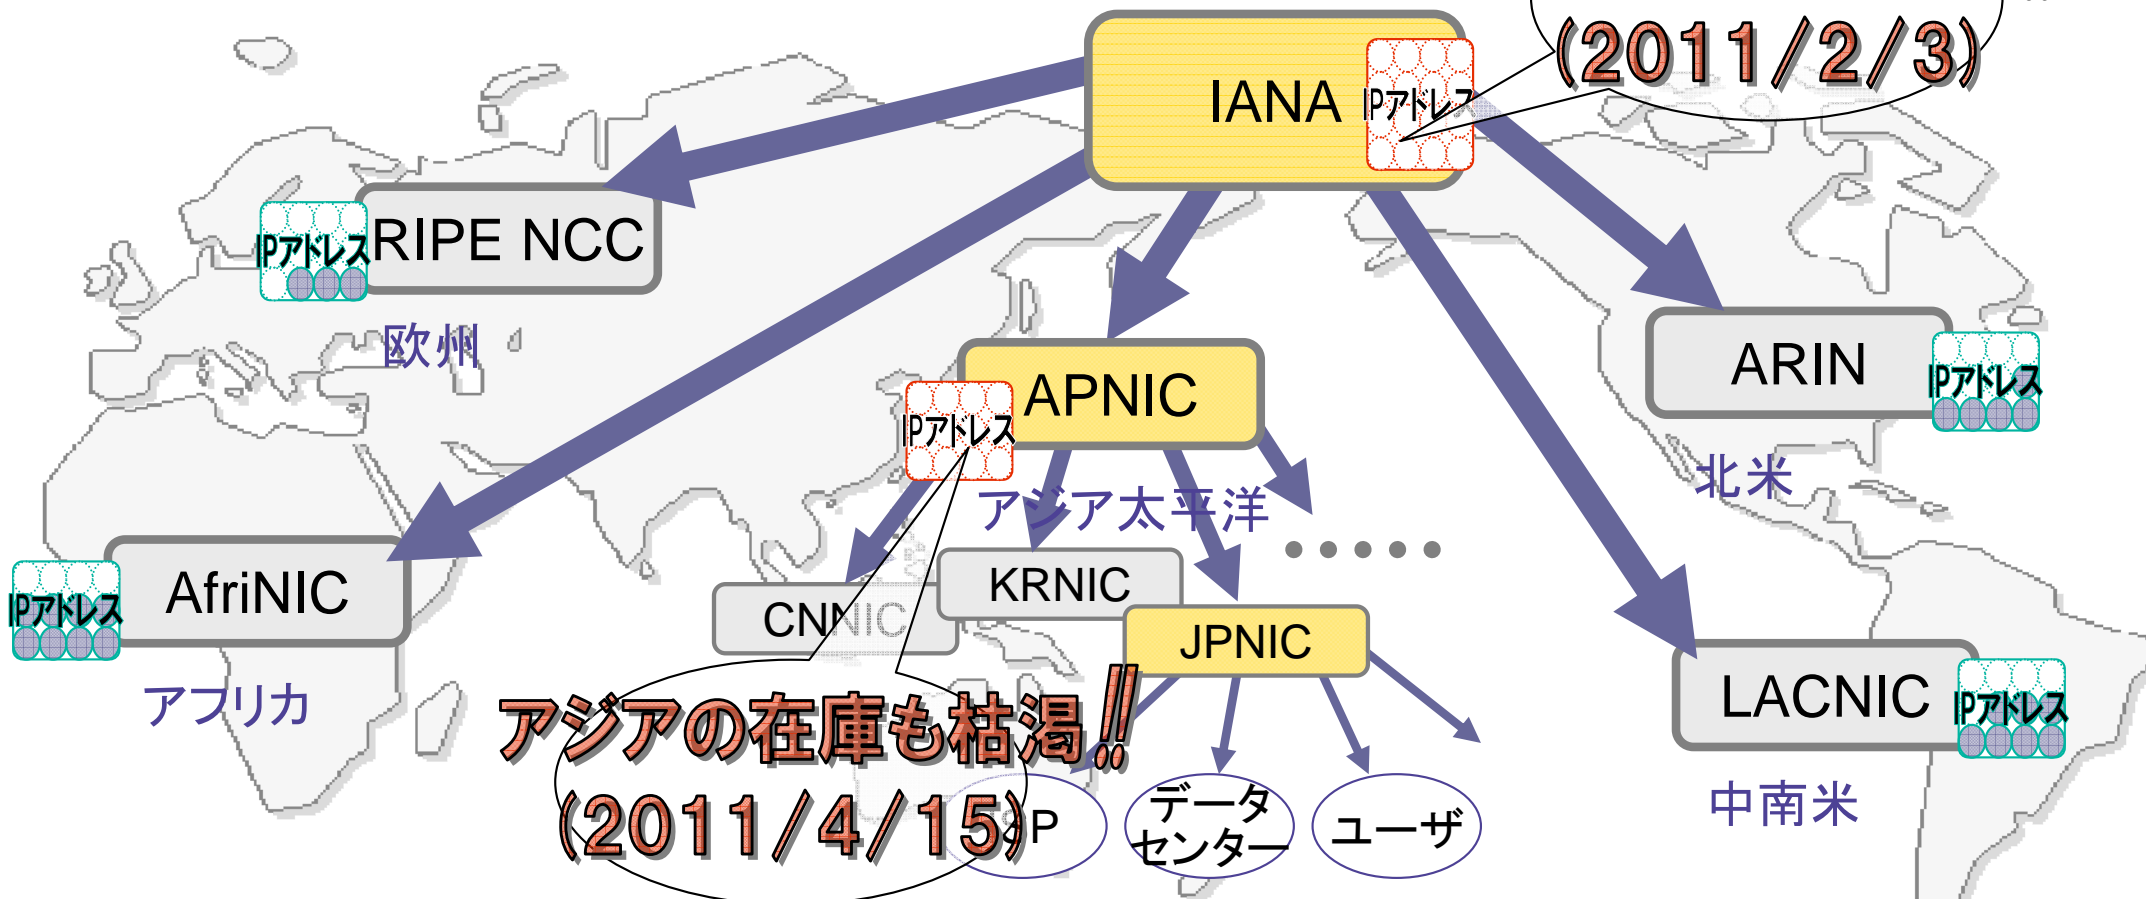 (2011/2/3)
IANA
IPアドレス
RIPE NCC
IPアドレス
欧州
ARIN
IPアドレス
北米
APNIC
IPアドレス
アジア太平洋
・・・・・
AfriNIC
IPアドレス
アフリカ
CNNIC
KRNIC
JPNIC
LACNIC
IPアドレス
中南米
アジアの在庫も枯渇!!
(2011/4/15)
データ
センター
ユーザ